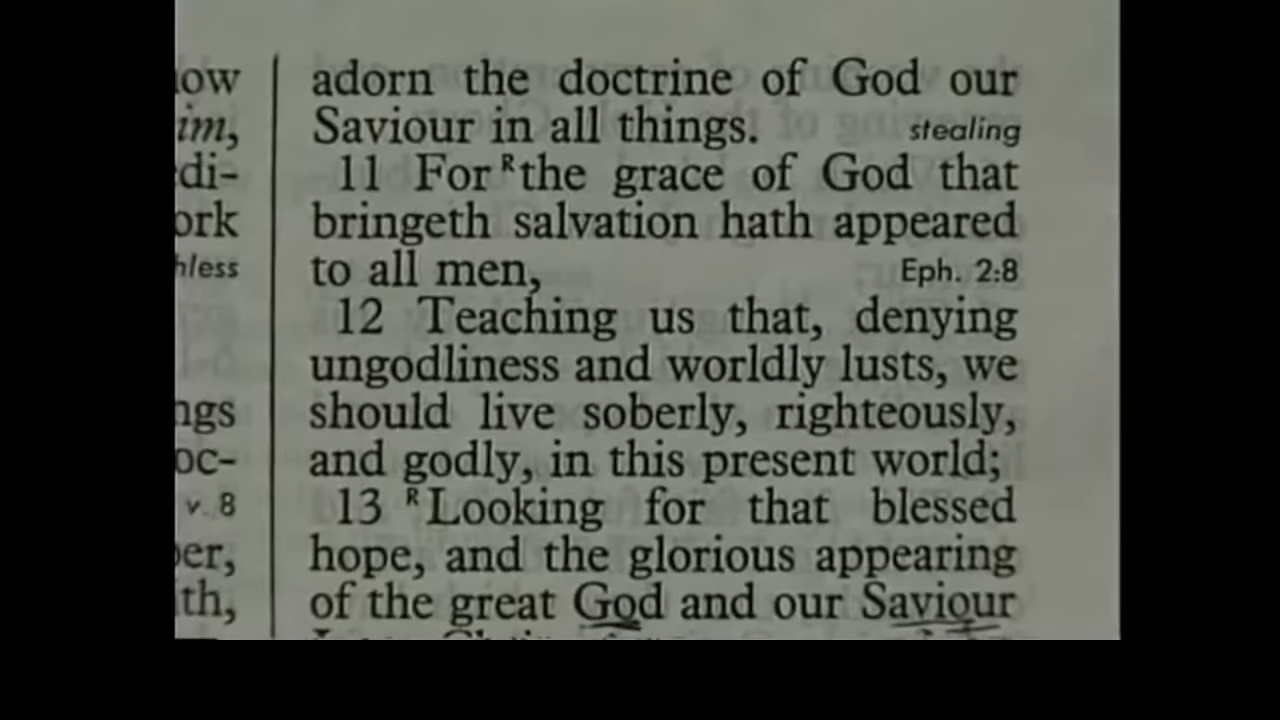 ow
im,
di-
ork
hless
ngs
oc-
v. 8
er,
th,
adorn the doctrine of God our
Saviour in all things. stealing
11 For ᴿthe grace of God that
bringeth salvation hath appeared
to all men, Eph. 2:8
12 Teaching us that, denying
ungodliness and worldly lusts, we
should live soberly, righteously,
and godly, in this present world;
13 ᴿLooking for that blessed
hope, and the glorious appearing
of the great God and our Saviour